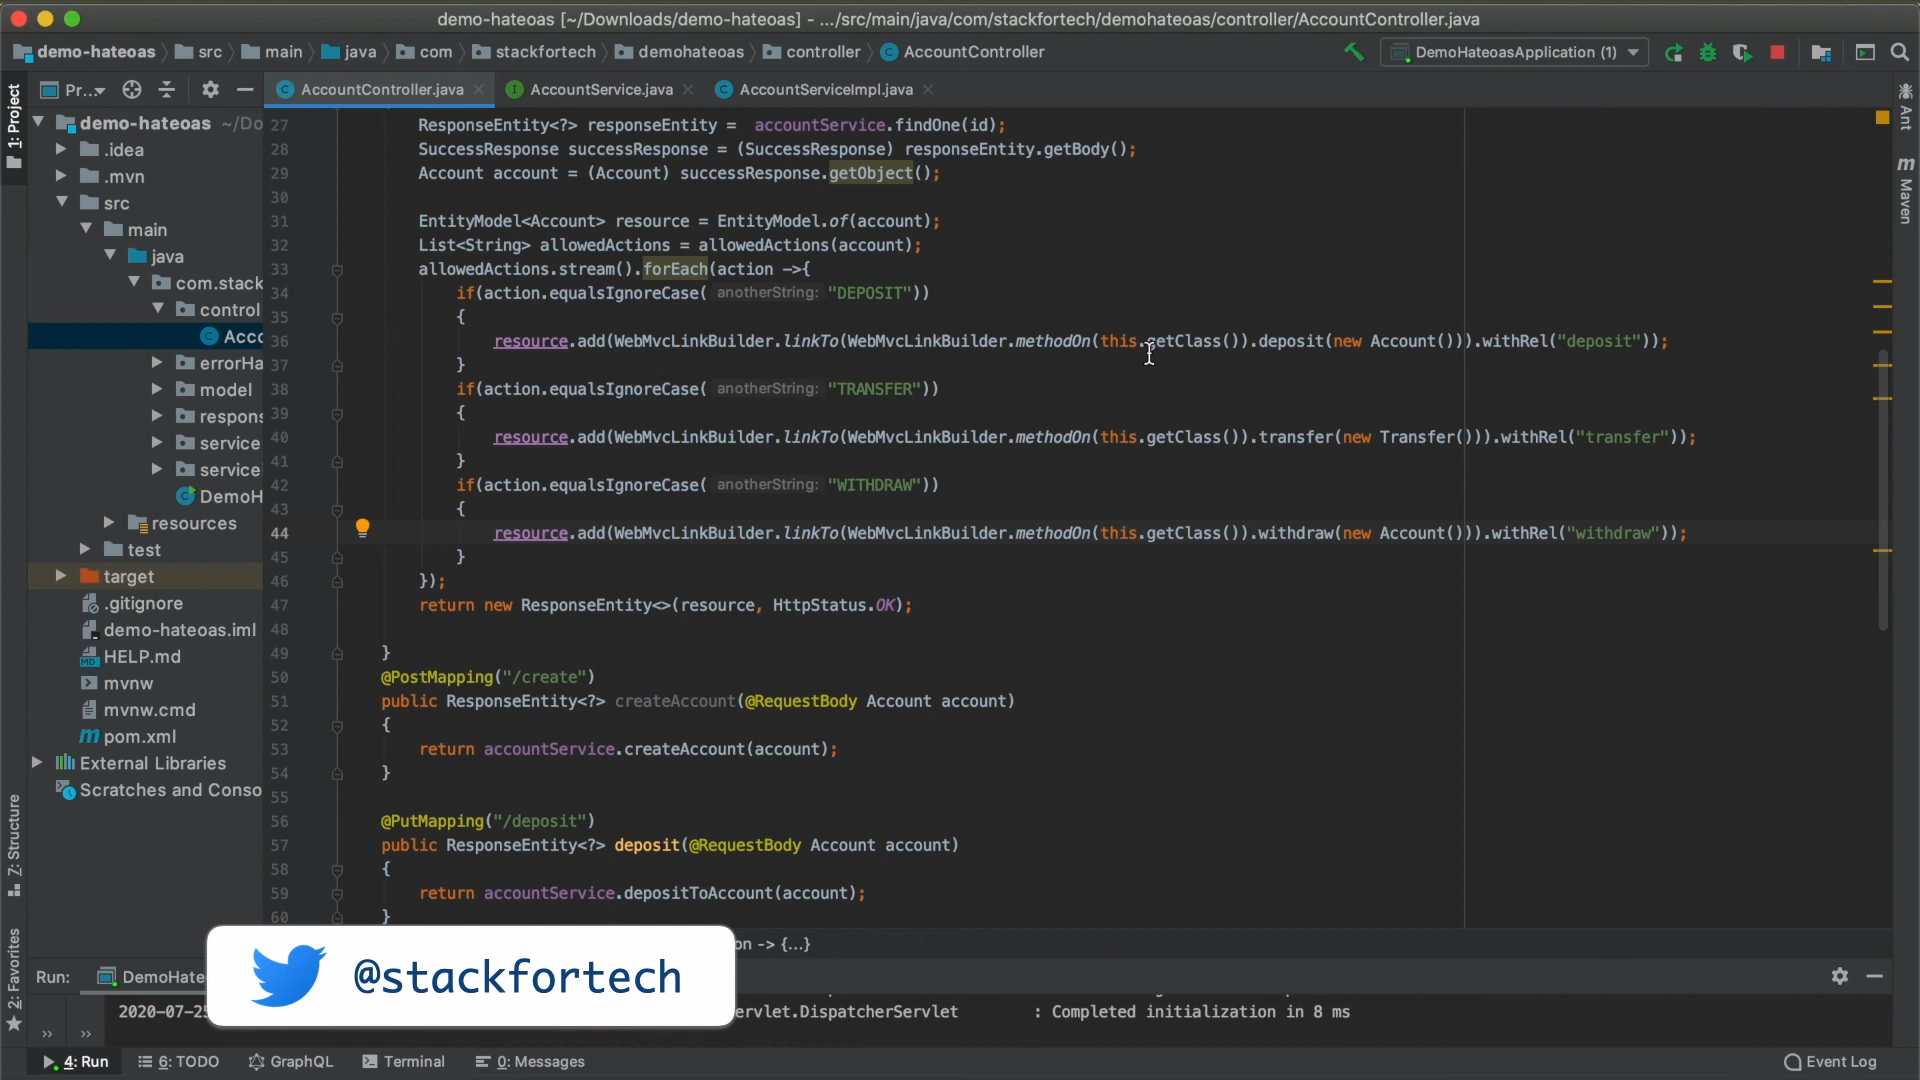 demo-hateoas [~/Downloads/demo-hateoas] - .../src/main/java/com/stackfortech/demohateoas/controller/AccountController.java
demo-hateoas src main java com stackfortech demohateoas controller AccountController
DemoHateoasApplication (1)
Pr... AccountController.java AccountService.java AccountServiceImpl.java
1: Project
Z: Structure
2: Favorites
Ant
m Maven
demo-hateoas ~/Do
.idea
.mvn
src
main
java
com.stack
control
Acco
errorHa
model
respons
service
service
DemoH
resources
test
target
.gitignore
demo-hateoas.iml
HELP.md
mvnw
mvnw.cmd
pom.xml
External Libraries
Scratches and Conso
27 ResponseEntity<?> responseEntity =  accountService.findOne(id);
28 SuccessResponse successResponse = (SuccessResponse) responseEntity.getBody();
29 Account account = (Account) successResponse.getObject();
30
31 EntityModel<Account> resource = EntityModel.of(account);
32 List<String> allowedActions = allowedActions(account);
33 allowedActions.stream().forEach(action ->{
34 if(action.equalsIgnoreCase( anotherString: "DEPOSIT"))
35 {
36 resource.add(WebMvcLinkBuilder.linkTo(WebMvcLinkBuilder.methodOn(this.getClass()).deposit(new Account())).withRel("deposit"));
37 }
38 if(action.equalsIgnoreCase( anotherString: "TRANSFER"))
39 {
40 resource.add(WebMvcLinkBuilder.linkTo(WebMvcLinkBuilder.methodOn(this.getClass()).transfer(new Transfer())).withRel("transfer"));
41 }
42 if(action.equalsIgnoreCase( anotherString: "WITHDRAW"))
43 {
44 resource.add(WebMvcLinkBuilder.linkTo(WebMvcLinkBuilder.methodOn(this.getClass()).withdraw(new Account())).withRel("withdraw"));
45 }
46 });
47 return new ResponseEntity<>(resource, HttpStatus.OK);
48
49 }
50 @PostMapping("/create")
51 public ResponseEntity<?> createAccount(@RequestBody Account account)
52 {
53 return accountService.createAccount(account);
54 }
55
56 @PutMapping("/deposit")
57 public ResponseEntity<?> deposit(@RequestBody Account account)
58 {
59 return accountService.depositToAccount(account);
60 }
on -> {...}
@stackfortech
Run: DemoHate
2020-07-25 ervlet.DispatcherServlet : Completed initialization in 8 ms
4: Run 6: TODO GraphQL Terminal 0: Messages Event Log